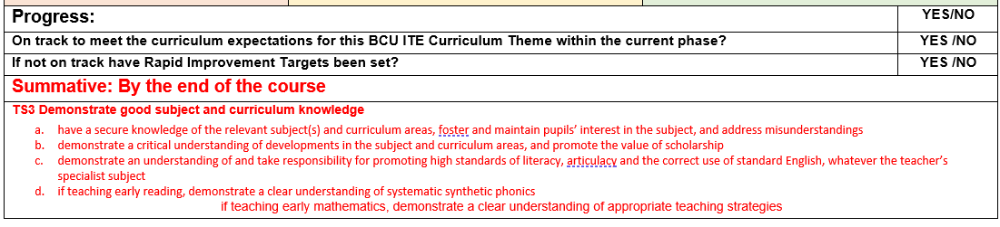 Progress: YES/NO
On track to meet the curriculum expectations for this BCU ITE Curriculum Theme within the current phase? YES /NO
If not on track have Rapid Improvement Targets been set? YES /NO
Summative: By the end of the course
TS3 Demonstrate good subject and curriculum knowledge
a. have a secure knowledge of the relevant subject(s) and curriculum areas, foster and maintain pupils’ interest in the subject, and address misunderstandings
b. demonstrate a critical understanding of developments in the subject and curriculum areas, and promote the value of scholarship
c. demonstrate an understanding of and take responsibility for promoting high standards of literacy, articulacy and the correct use of standard English, whatever the teacher’s
specialist subject
d. if teaching early reading, demonstrate a clear understanding of systematic synthetic phonics
if teaching early mathematics, demonstrate a clear understanding of appropriate teaching strategies